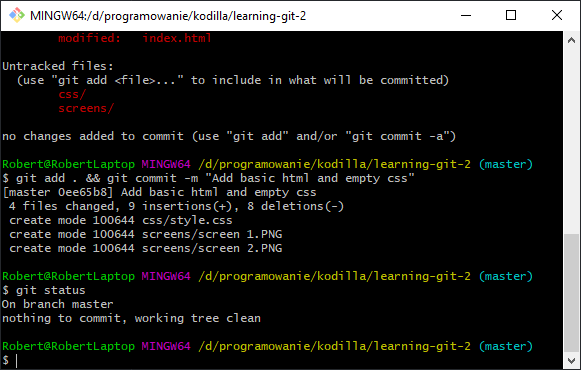 MINGW64:/d/programowanie/kodilla/learning-git-2
modified:   index.html
Untracked files:
(use "git add <file>..." to include in what will be committed)
css/
screens/
no changes added to commit (use "git add" and/or "git commit -a")
Robert@RobertLaptop MINGW64 /d/programowanie/kodilla/learning-git-2 (master)
$ git add . && git commit -m "Add basic html and empty css"
[master 0ee65b8] Add basic html and empty css
4 files changed, 9 insertions(+), 8 deletions(-)
create mode 100644 css/style.css
create mode 100644 screens/screen 1.PNG
create mode 100644 screens/screen 2.PNG
Robert@RobertLaptop MINGW64 /d/programowanie/kodilla/learning-git-2 (master)
$ git status
On branch master
nothing to commit, working tree clean
Robert@RobertLaptop MINGW64 /d/programowanie/kodilla/learning-git-2 (master)
$